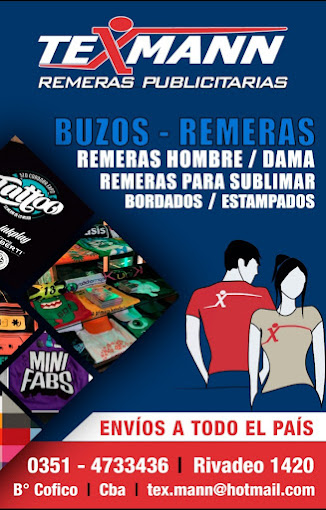 TEXMANN
REMERAS PUBLICITARIAS
BUZOS - REMERAS
REMERAS HOMBRE / DAMA
REMERAS PARA SUBLIMAR
BORDADOS / ESTAMPADOS
Tattoo
MINI
FABS
ENVÍOS A TODO EL PAÍS
0351 - 4733436 | Rivadeo 1420
B° Cofico | Cba | tex.mann@hotmail.com